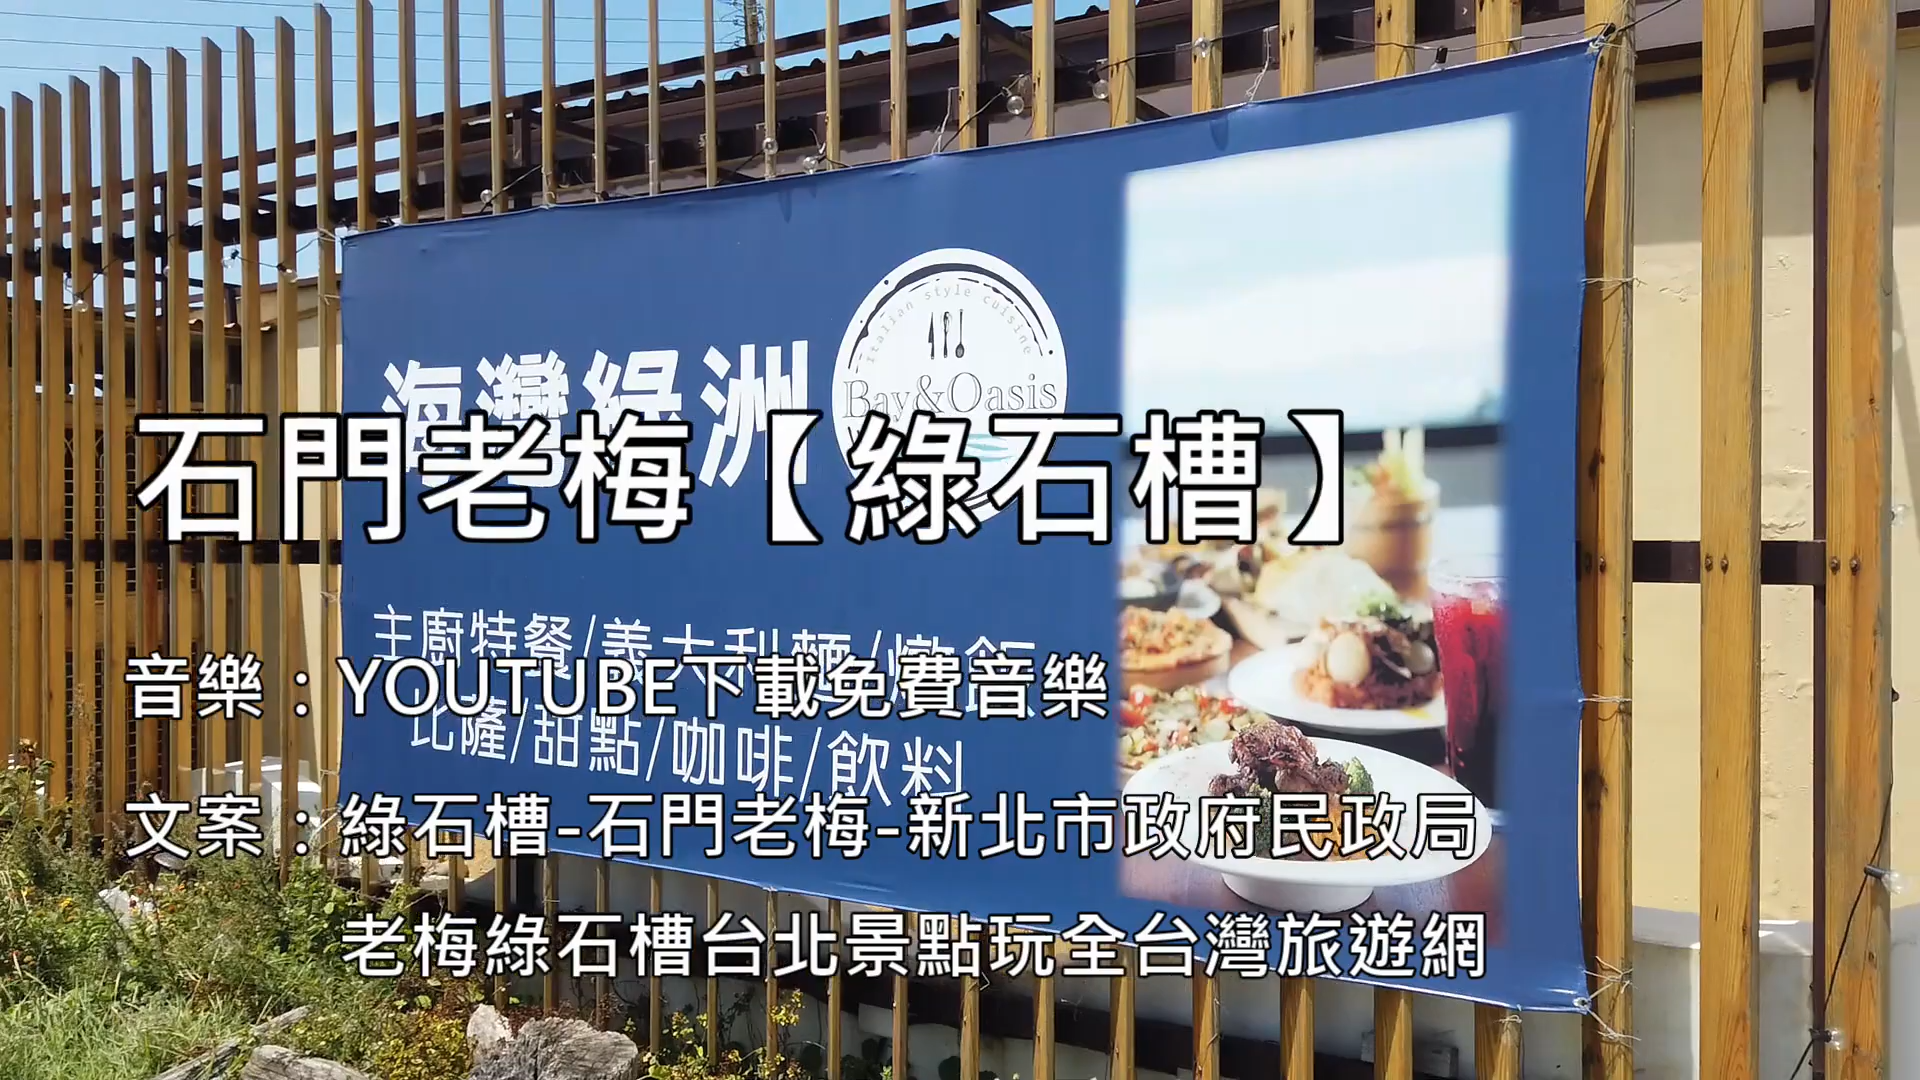 海灣綠洲
Italian style cuisine
Bay&Oasis
石門老梅【綠石槽】
主廚特餐/義大利麵/燉飯
音樂：YOUTUBE下載免費音樂
比薩/甜點/咖啡/飲料
文案：綠石槽-石門老梅-新北市政府民政局
老梅綠石槽台北景點玩全台灣旅遊網